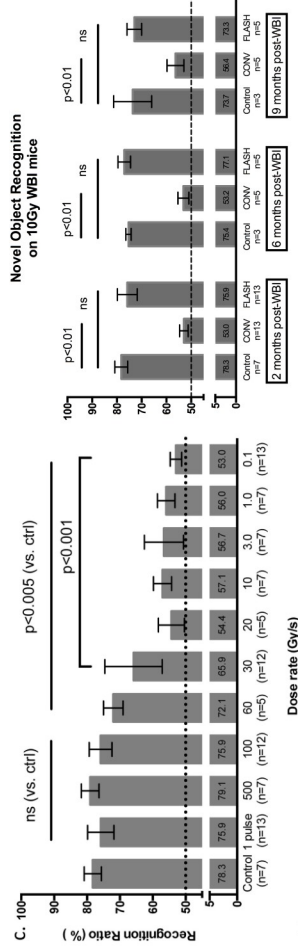 C.
Recognition Ratio (%)
100
90
80
70
60
50
5
0
ns (vs. ctrl)
p<0.005 (vs. ctrl)
p<0.001
78.3 75.9 79.1 75.9 72.1 65.9 54.4 57.1 56.7 56.0 53.0
Control 1 pulse 500 100 60 30 20 10 3.0 1.0 0.1
(n=7) (n=13) (n=7) (n=12) (n=5) (n=12) (n=5) (n=7) (n=7) (n=7) (n=13)
Dose rate (Gy/s)
Novel Object Recognition
on 10Gy WBI mice
100
90
80
70
60
50
5
0
ns ns ns
p<0.01 p<0.01 p<0.01
78.3 53.0 75.9 75.4 53.2 77.1 73.7 56.4 73.3
Control CONV FLASH Control CONV FLASH Control CONV FLASH
n=7 n=13 n=13 n=3 n=5 n=5 n=3 n=5 n=5
2 months post-WBI 6 months post-WBI 9 months post-WBI